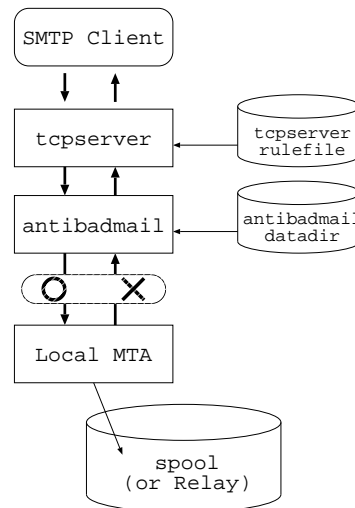 SMTP Client
tcpserver
tcpserver
rulefile
antibadmail
antibadmail
datadir
Local MTA
spool
(or Relay)